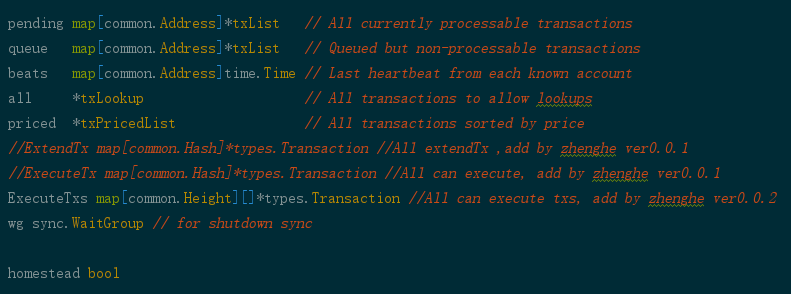 pending map[common.Address]*txList // All currently processable transactions
queue map[common.Address]*txList // Queued but non-processable transactions
beats map[common.Address]time.Time // Last heartbeat from each known account
all *txLookup // All transactions to allow lookups
priced *txPricedList // All transactions sorted by price
//ExtendTx map[common.Hash]*types.Transaction //All extendTx ,add by zhenghe ver0.0.1
//ExecuteTx map[common.Hash]*types.Transaction //All can execute, add by zhenghe ver0.0.1
ExecuteTxs map[common.Height][]*types.Transaction //All can execute txs, add by zhenghe ver0.0.2
wg sync.WaitGroup // for shutdown sync
homestead bool